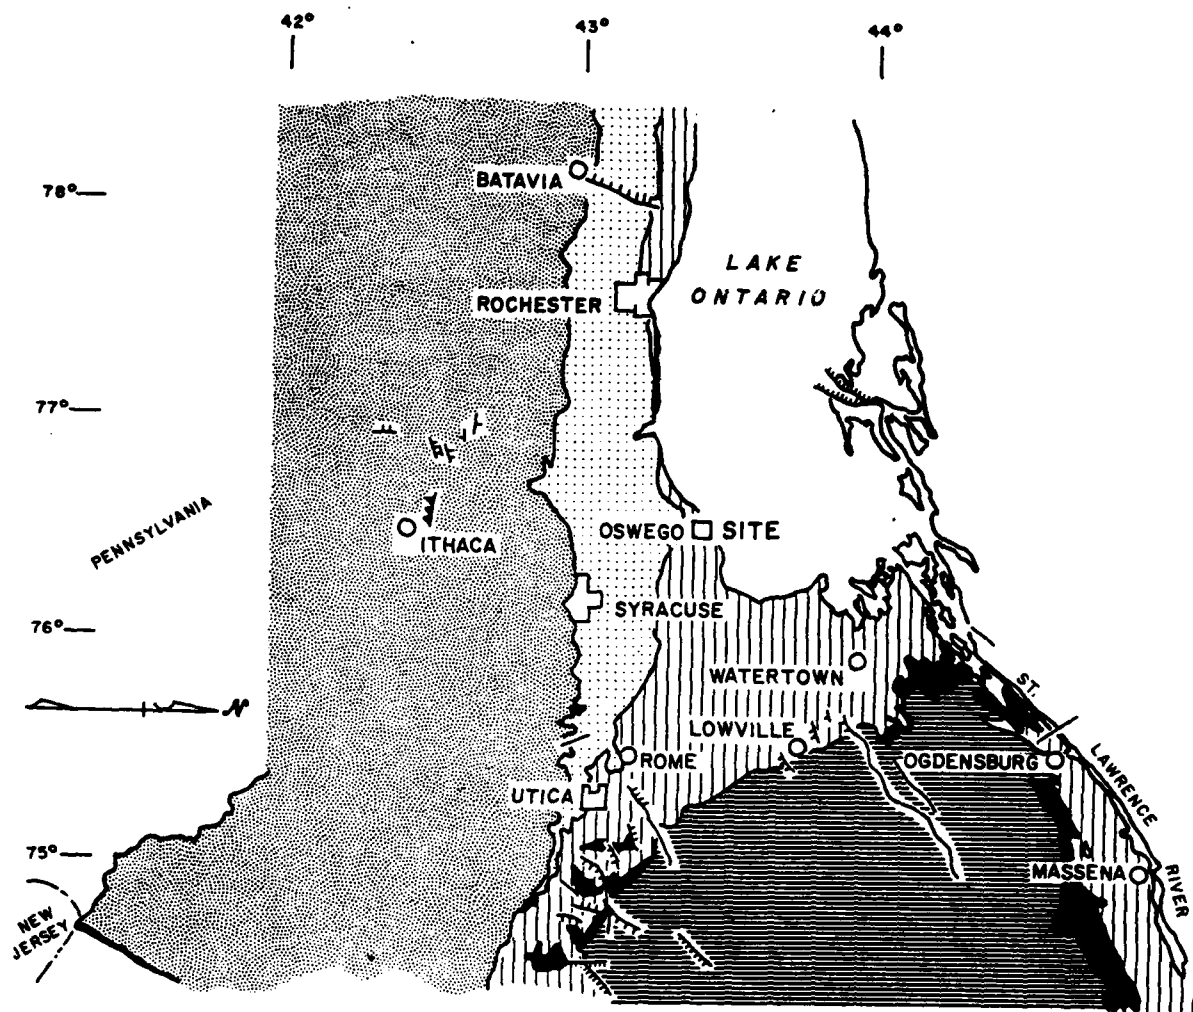 42°
43°
44°
BATAVIA
78°
LAKE
ONTARIO
ROCHESTER
77°
PENNSYLVANIA
OSWEGO
SITE
ITHACA
SYRACUSE
76°
WATERTOWN
ST.
N
LOWVILLE
ROME
OGDENSBURG
LAWRENCE
UTICA
75°
MASSENA
RIVER
NEW
JERSEY